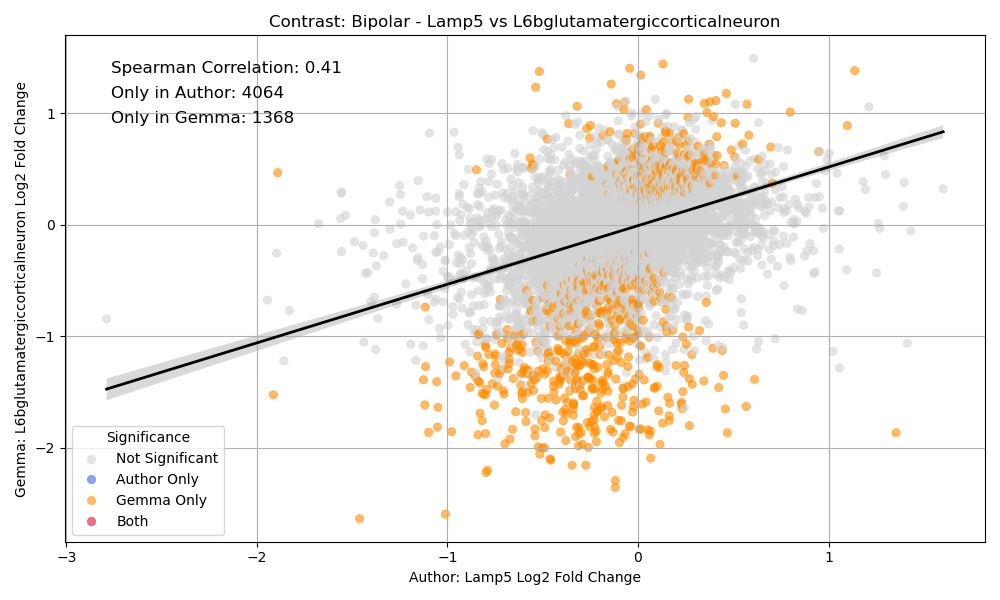 Contrast: Bipolar - Lamp5 vs L6bglutamatergiccorticalneuron
Spearman Correlation: 0.41
Only in Author: 4064
Only in Gemma: 1368
Gemma: L6bglutamatergiccorticalneuron Log2 Fold Change
1
0
−1
−2
Significance
Not Significant
Author Only
Gemma Only
Both
−3 −2 −1 0 1
Author: Lamp5 Log2 Fold Change